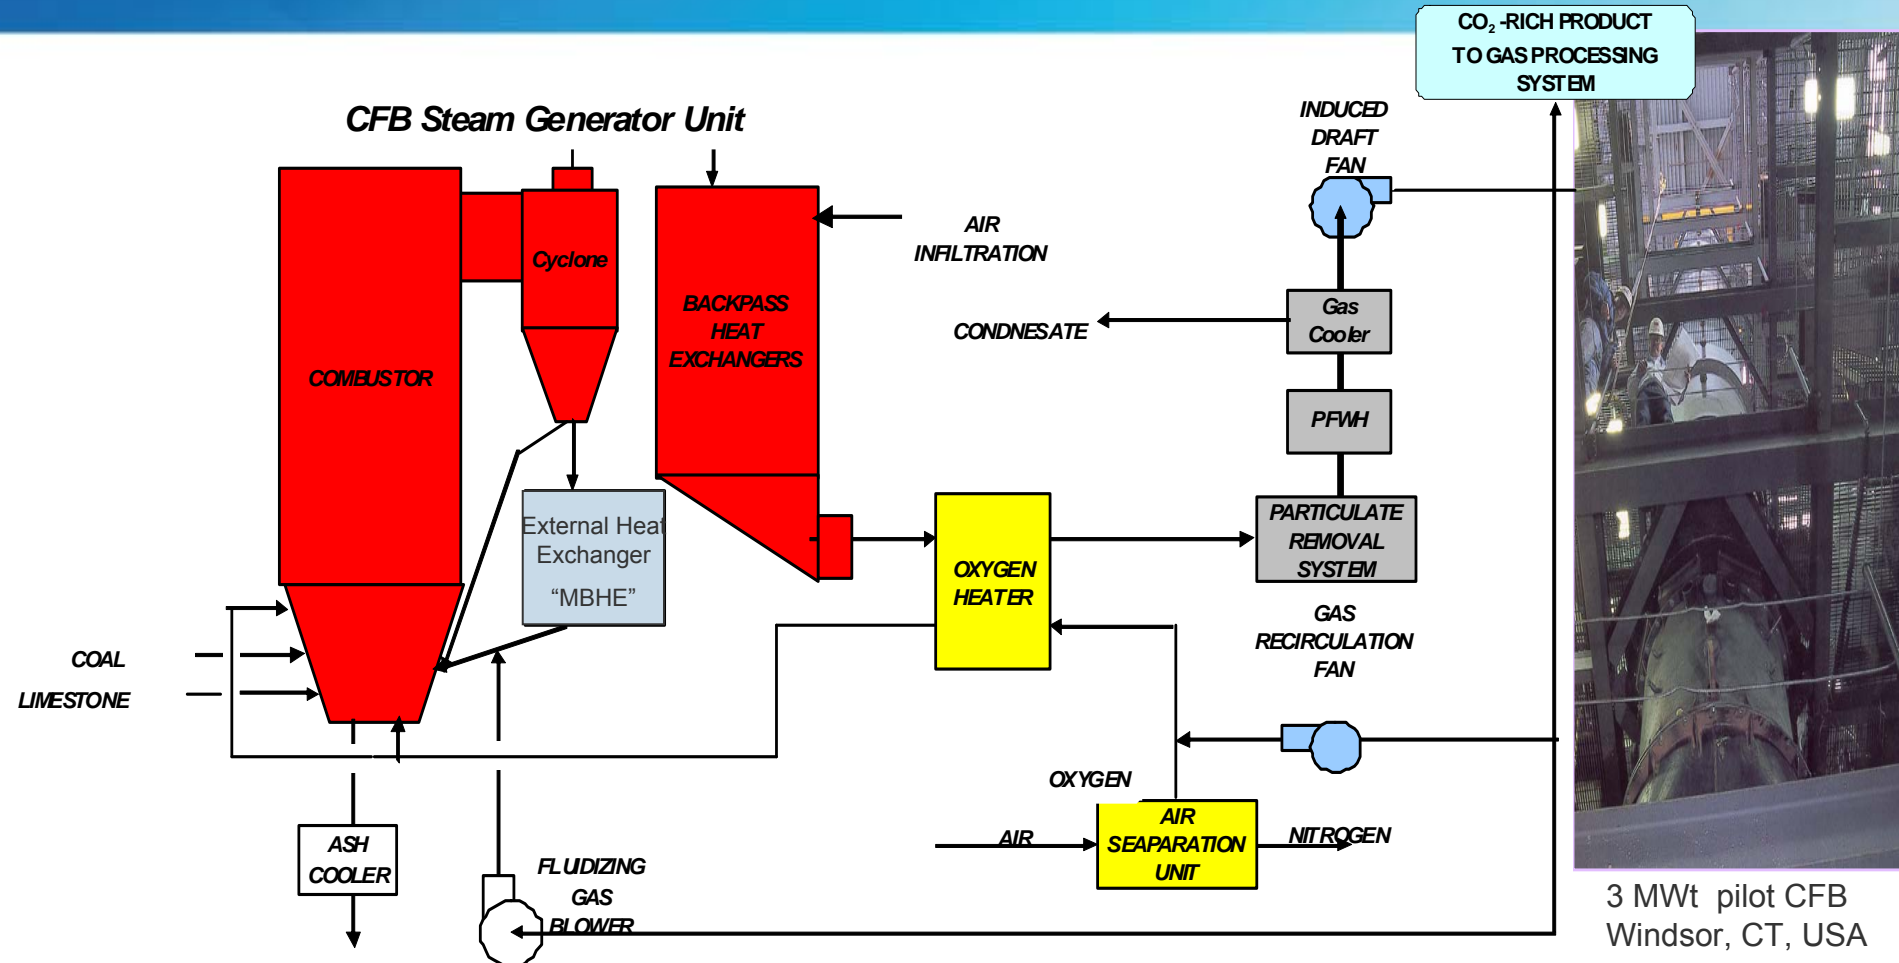 CO2 -RICH PRODUCT
TO GAS PROCESSING
SYSTEM
CFB Steam Generator Unit
INDUCED
DRAFT
FAN
Cyclone
AIR
INFILTRATION
BACKPASS
HEAT
EXCHANGERS
Gas
Cooler
CONDNESATE
COMBUSTOR
PFWH
External Heat
Exchanger
“MBHE”
PARTICULATE
REMOVAL
SYSTEM
OXYGEN
HEATER
GAS
RECIRCULATION
FAN
COAL
LIMESTONE
OXYGEN
AIR
AIR
SEAPARATION
UNIT
NITROGEN
ASH
COOLER
FLUIDIZING
GAS
BLOWER
3 MWt pilot CFB
Windsor, CT, USA